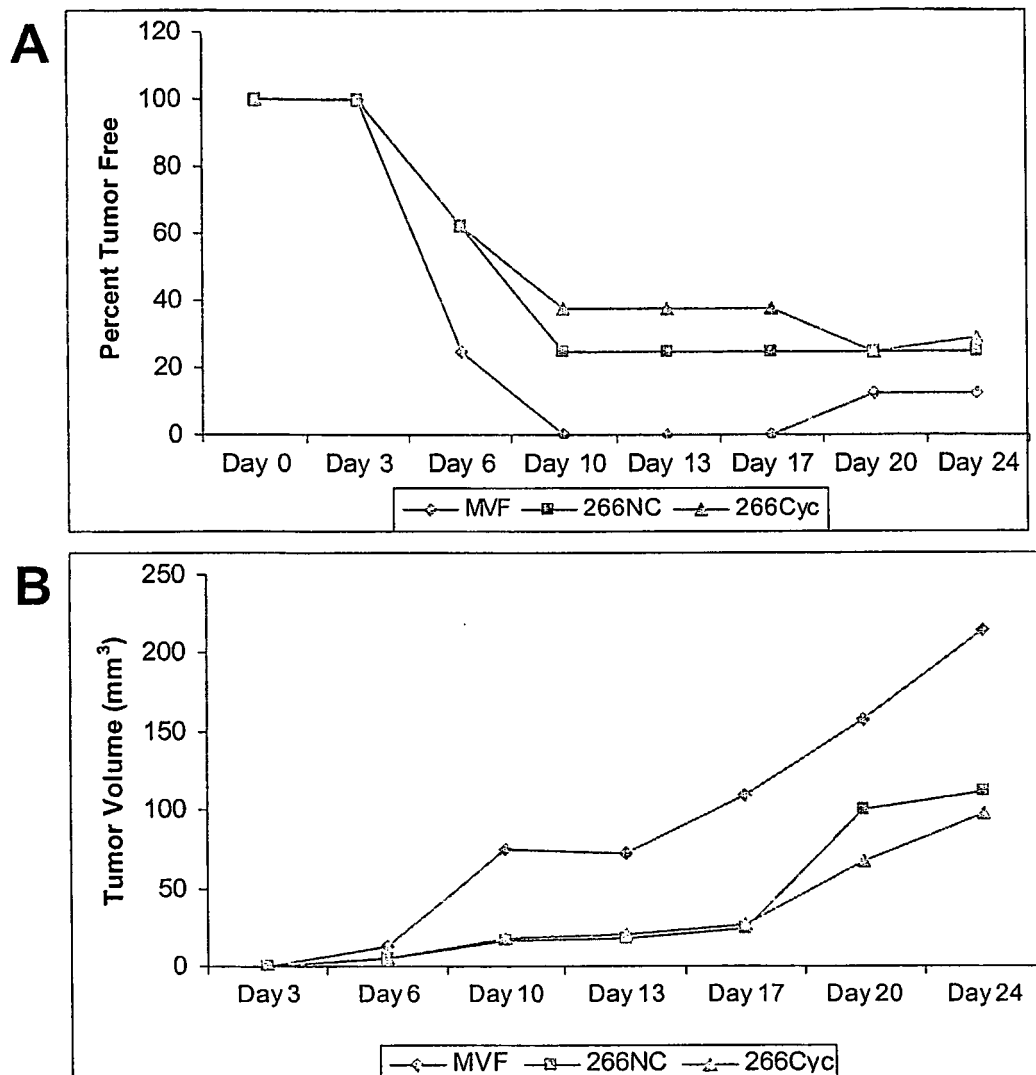 A
Percent Tumor Free
120
100
80
60
40
20
0
Day 0 Day 3 Day 6 Day 10 Day 13 Day 17 Day 20 Day 24
MVF 266NC 266Cyc
B
Tumor Volume (mm³)
250
200
150
100
50
0
Day 3 Day 6 Day 10 Day 13 Day 17 Day 20 Day 24
MVF 266NC 266Cyc